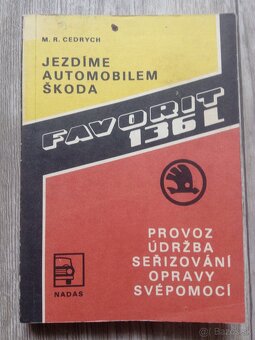 M. R. CEDRYCH
JEZDÍME
AUTOMOBILEM
ŠKODA
FAVORIT
136 L
PROVOZ
ÚDRŽBA
SEŘIZOVÁNÍ
OPRAVY
SVÉPOMOCÍ
NADAS